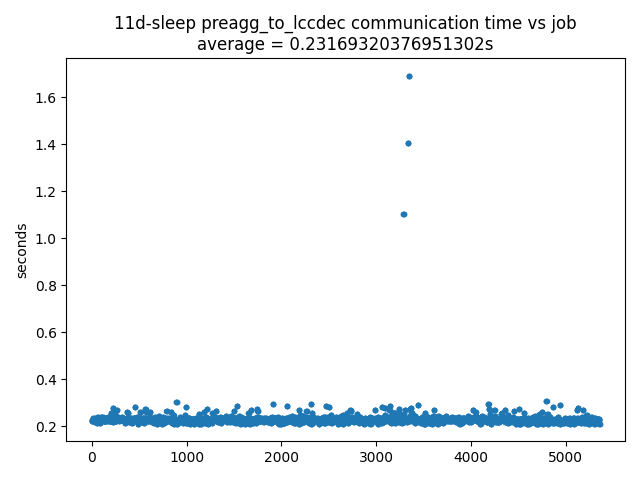 11d-sleep preagg_to_lccdec communication time vs job
average = 0.23169320376951302s
1.6
1.4
1.2
1.0
0.8
0.6
0.4
0.2
seconds
0 1000 2000 3000 4000 5000